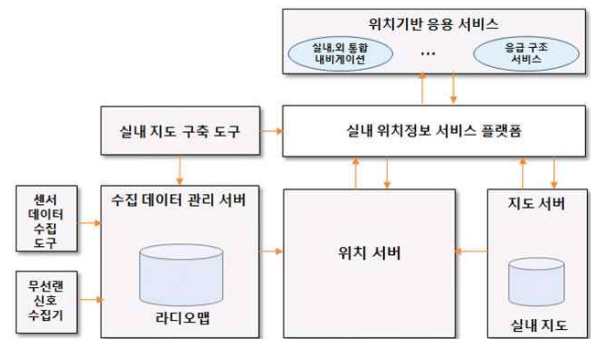 위치기반 응용 서비스
실내,외 통합
내비게이션
...
응급 구조
서비스
실내 지도 구축 도구
실내 위치정보 서비스 플랫폼
센서
데이터
수집
도구
무선랜
신호
수집기
수집 데이터 관리 서버
라디오맵
위치 서버
지도 서버
실내 지도